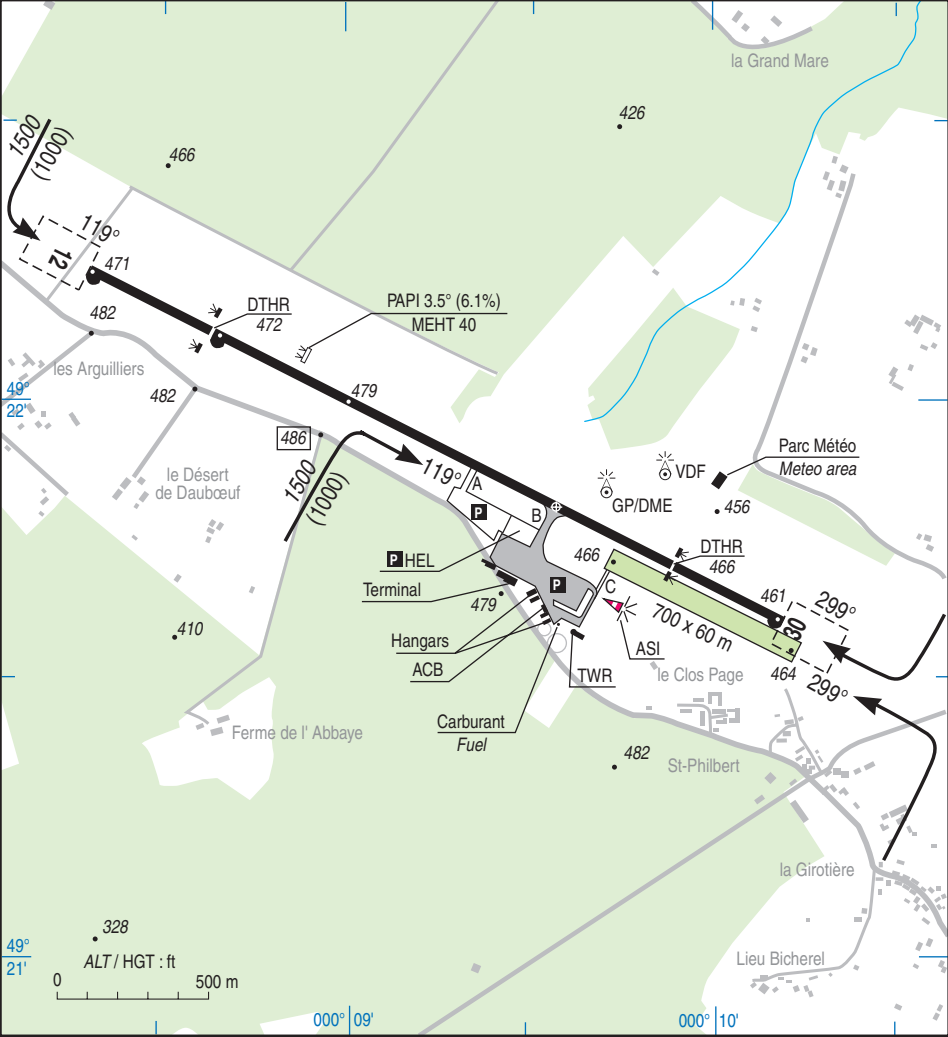 la Grand Mare
426
1500
(1000)
466
119°
12
471
482
DTHR
472
PAPI 3.5° (6.1%)
MEHT 40
les Arguilliers
49°
22'
482
479
486
1500
(1000)
119°
le Désert
de Daubœuf
A
P
B
VDF
GP/DME
Parc Météo
Meteo area
456
P HEL
466
DTHR
466
Terminal
P
C
461
299°
30
479
700 x 60 m
410
Hangars
ASI
ACB
TWR
le Clos Page
464
299°
Carburant
Fuel
Ferme de l' Abbaye
482
St-Philbert
la Girotière
328
49°
21'
ALT / HGT : ft
0
500 m
Lieu Bicherel
000° 09'
000° 10'